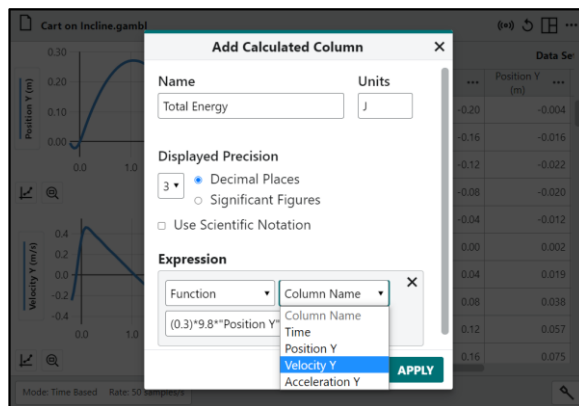 Cart on Incline.gambl
Add Calculated Column
Name
Units
Total Energy
J
Displayed Precision
3
Decimal Places
Significant Figures
Use Scientific Notation
Expression
Function
Column Name
(0.3)*9.8*"Position Y"
Column Name
Time
Position Y
Velocity Y
Acceleration Y
APPLY
0.30
0.20
0.10
0.00
0.0
1.0
Position Y (m)
0.4
0.2
0.0
-0.2
-0.4
0.0
1.0
Velocity Y (m/s)
Data Se
Position Y
(m)
-0.20 -0.004
-0.16 -0.016
-0.12 -0.022
-0.08 -0.020
-0.04 -0.012
0.00 0.002
0.04 0.019
0.08 0.038
0.12 0.057
0.16 0.075
Mode: Time Based Rate: 50 samples/s